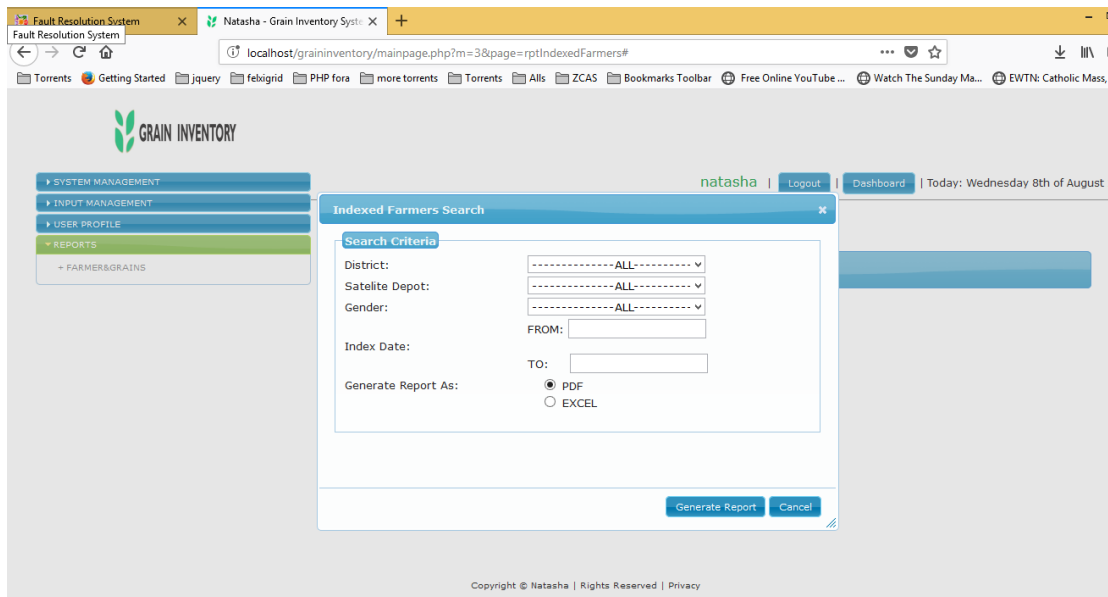 Fault Resolution System
Natasha - Grain Inventory Syste
Fault Resolution System
localhost/graininventory/mainpage.php?m=3&page=rptIndexedFarmers#
Torrents Getting Started jquery felxigrid PHP fora more torrents Torrents Alls ZCAS Bookmarks Toolbar Free Online YouTube ... Watch The Sunday Ma... EWTN: Catholic Mass,
GRAIN INVENTORY
natasha | Logout | Dashboard | Today: Wednesday 8th of August
SYSTEM MANAGEMENT
INPUT MANAGEMENT
USER PROFILE
REPORTS
+ FARMER&GRAINS
Indexed Farmers Search
Search Criteria
District: --------------ALL----------
Satelite Depot: --------------ALL----------
Gender: --------------ALL----------
Index Date:
FROM:
TO:
Generate Report As:
PDF
EXCEL
Generate Report Cancel
Copyright © Natasha | Rights Reserved | Privacy